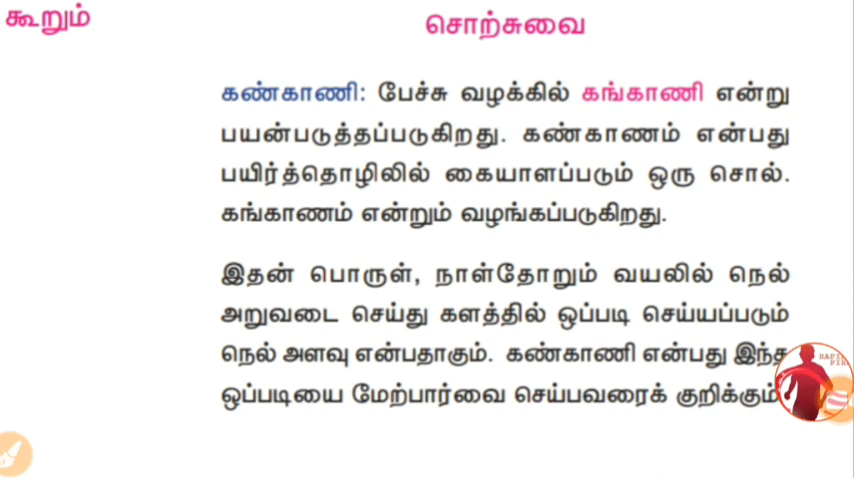 கூறும்
சொற்சுவை
கண்காணி: பேச்சு வழக்கில் கங்காணி என்று
பயன்படுத்தப்படுகிறது. கண்காணம் என்பது
பயிர்த்தொழிலில் கையாளப்படும் ஒரு சொல்.
கங்காணம் என்றும் வழங்கப்படுகிறது.
இதன் பொருள், நாள்தோறும் வயலில் நெல்
அறுவடை செய்து களத்தில் ஒப்படி செய்யப்படும்
நெல் அளவு என்பதாகும். கண்காணி என்பது இந்த
ஒப்படியை மேற்பார்வை செய்பவரைக் குறிக்கும்